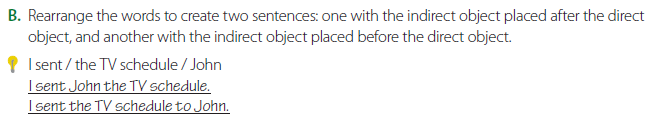 B. Rearrange the words to create two sentences: one with the indirect object placed after the direct
object, and another with the indirect object placed before the direct object.
I sent / the TV schedule / John
I sent John the TV schedule.
I sent the TV schedule to John.